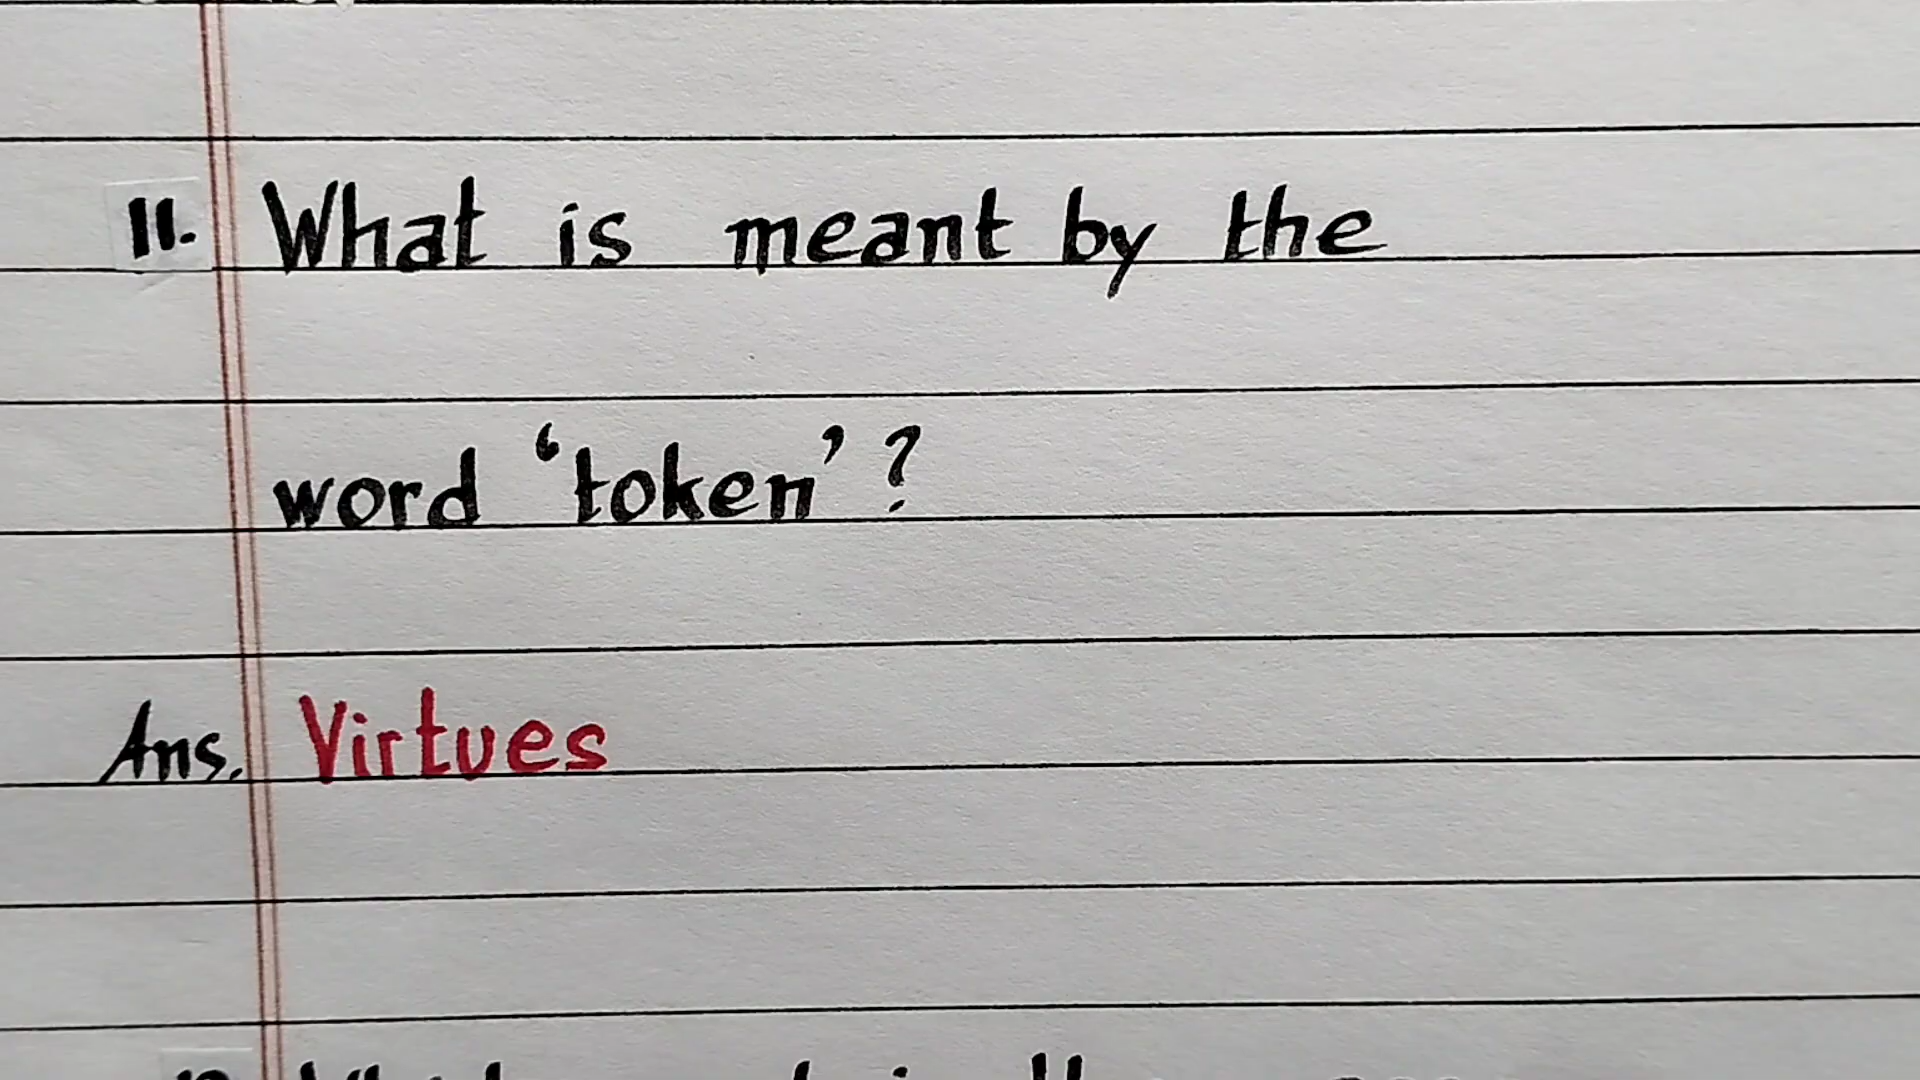 11. What is meant by the
word ‘token’?
Ans. Virtues